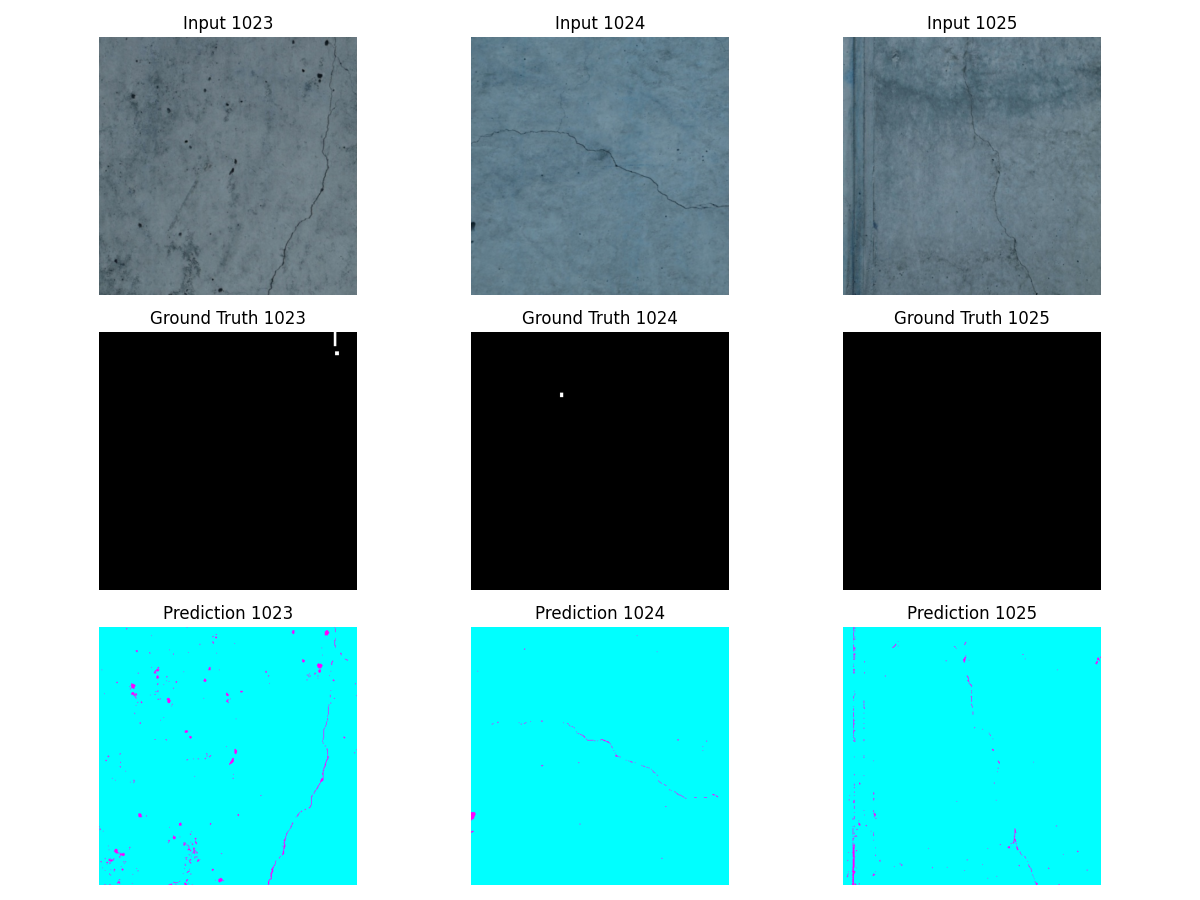 Input 1023
Input 1024
Input 1025
Ground Truth 1023
Ground Truth 1024
Ground Truth 1025
Prediction 1023
Prediction 1024
Prediction 1025